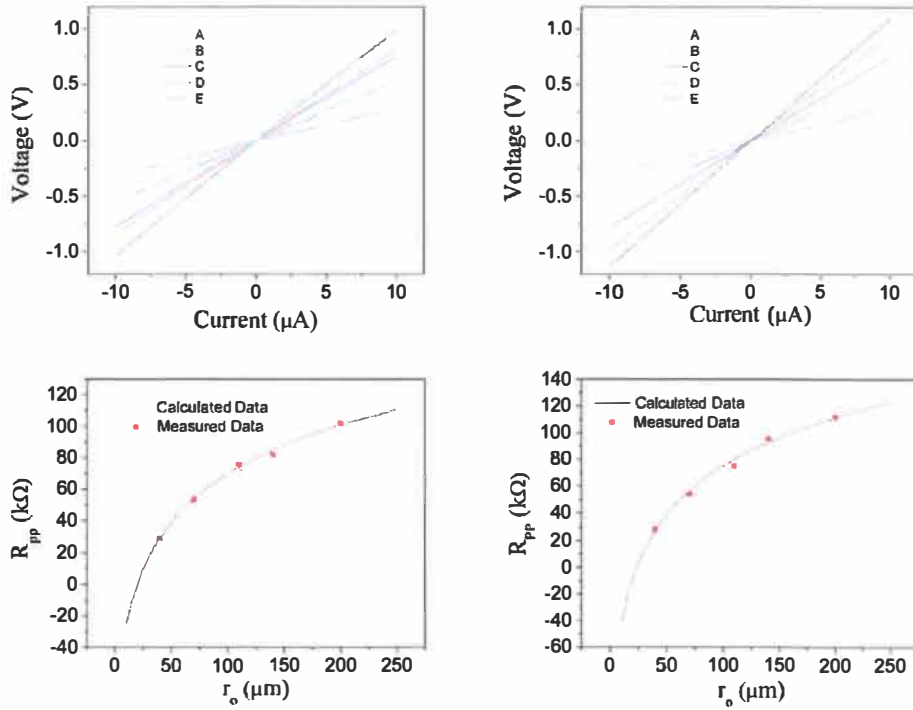 1.0
0.5
0.0
-0.5
-1.0
Voltage (V)
A
B
C
D
E
-10 -5 0 5 10
Current (μA)
1.0
0.5
0.0
-0.5
-1.0
Voltage (V)
A
B
C
D
E
-10 -5 0 5 10
Current (μA)
120
100
80
60
40
20
0
-20
-40
R_pp (kΩ)
Calculated Data
Measured Data
0 50 100 150 200 250
r_o (μm)
140
120
100
80
60
40
20
0
-20
-40
-60
R_pp (kΩ)
Calculated Data
Measured Data
0 50 100 150 200 250
r_o (μm)